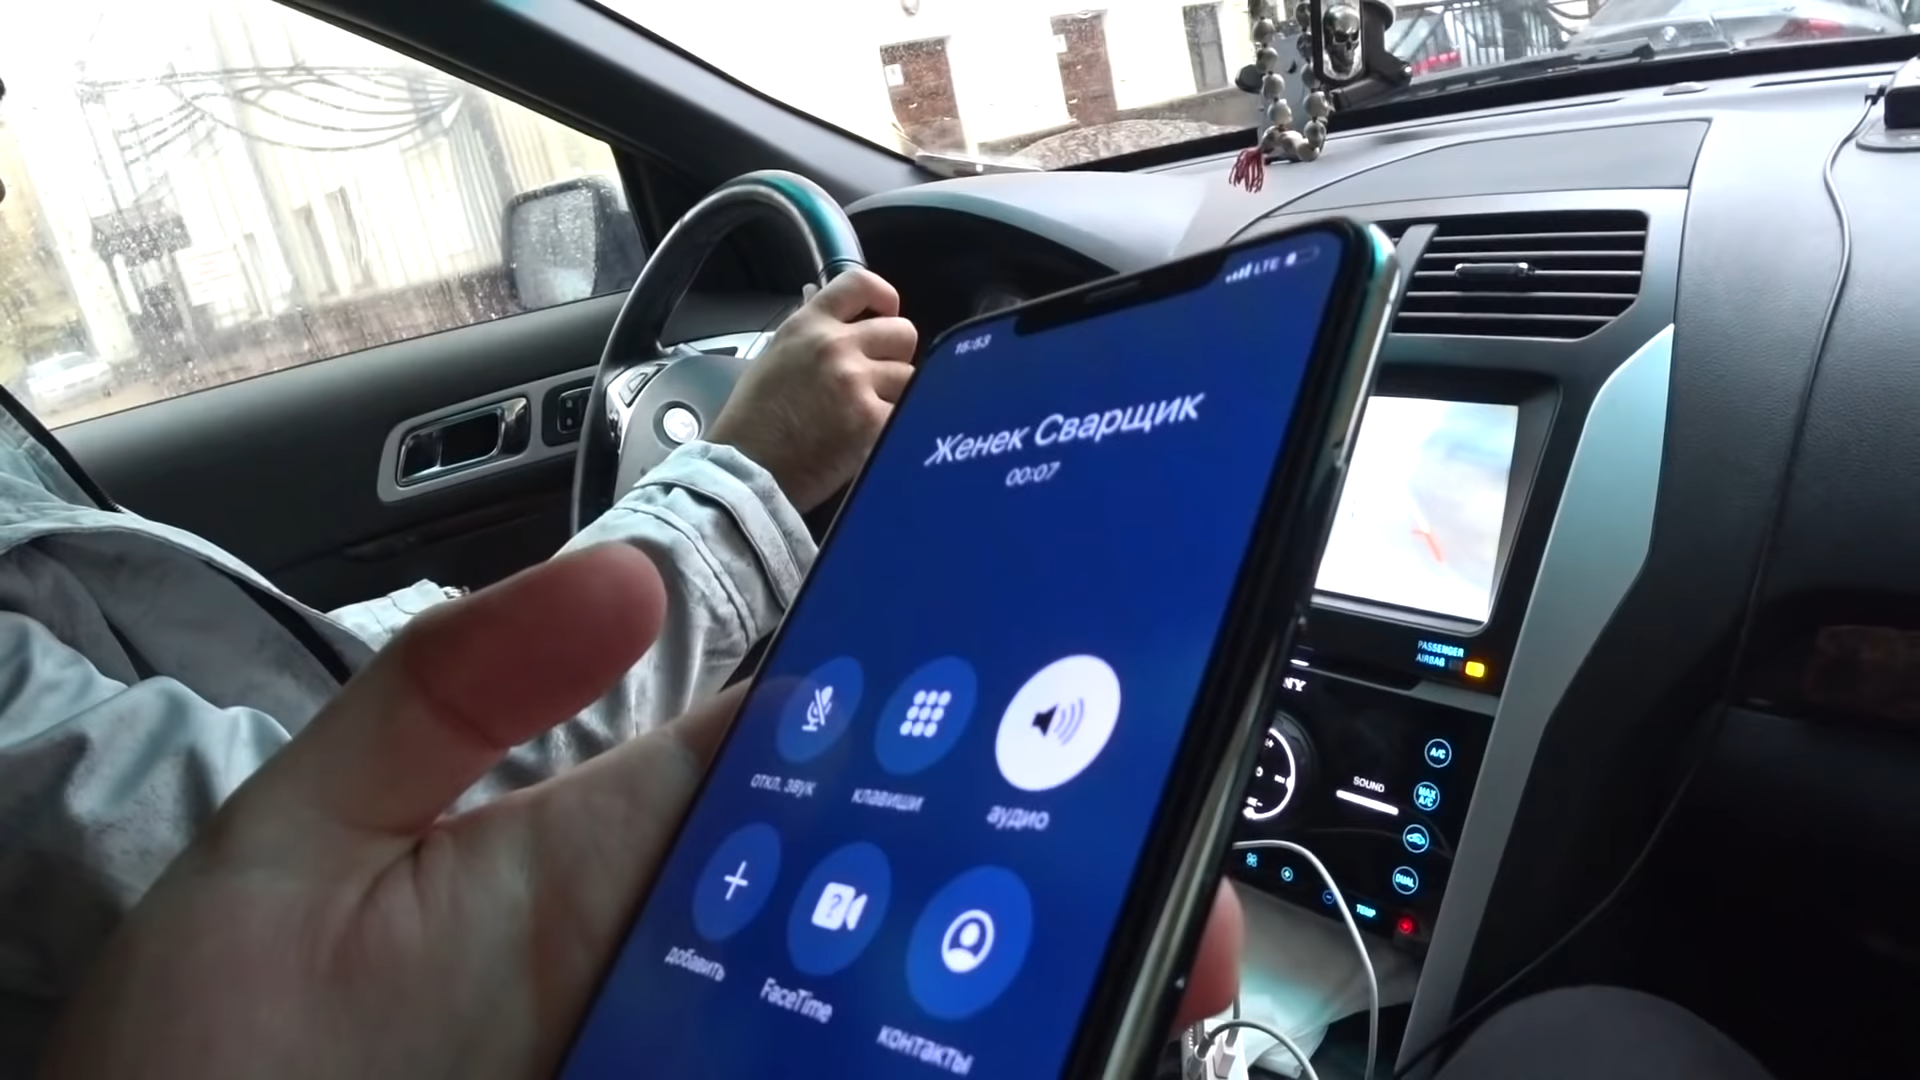 LTE
15:53
Женек Сварщик
00:07
откл. звук
клавиши
аудио
добавить
FaceTime
контакты
PASSENGER
AIRBAG
NY
SOUND
A/C
MAX
A/C
DUAL
TEMP